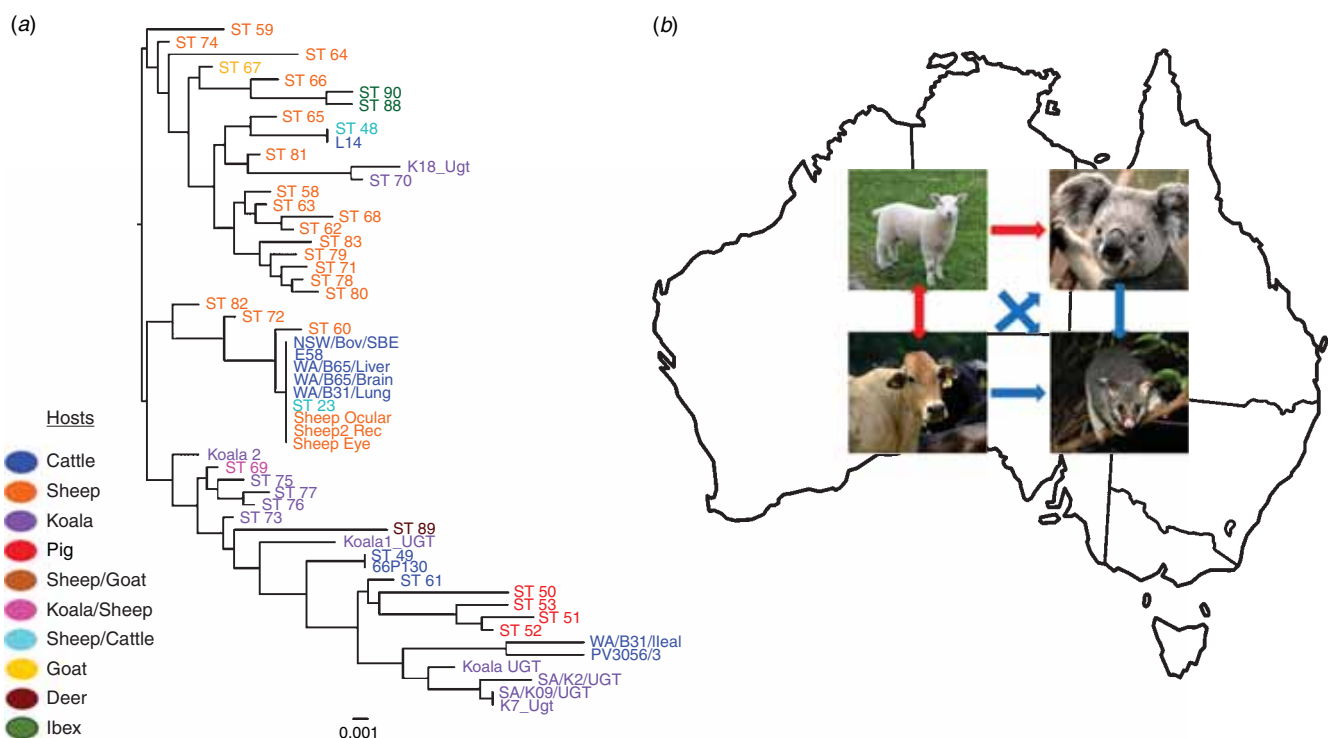 (a)
ST 59
ST 74
ST 64
ST 67
ST 66
ST 90
ST 88
ST 65
ST 48
L14
ST 81
K18_Ugt
ST 70
ST 58
ST 63
ST 68
ST 62
ST 83
ST 79
ST 71
ST 78
ST 80
ST 82
ST 72
ST 60
NSW/Bov/SBE
E58
WA/B65/Liver
WA/B65/Brain
WA/B31/Lung
ST 23
Sheep Ocular
Sheep2 Rec
Sheep Eye
Koala 2
ST 69
ST 75
ST 77
ST 76
ST 73
ST 89
Koala1_UGT
ST 49
66P130
ST 61
ST 50
ST 53
ST 51
ST 52
WA/B31/Ileal
PV3056/3
Koala UGT
SA/K2/UGT
SA/K09/UGT
K7_Ugt
0.001
Hosts
Cattle
Sheep
Koala
Pig
Sheep/Goat
Koala/Sheep
Sheep/Cattle
Goat
Deer
Ibex
(b)